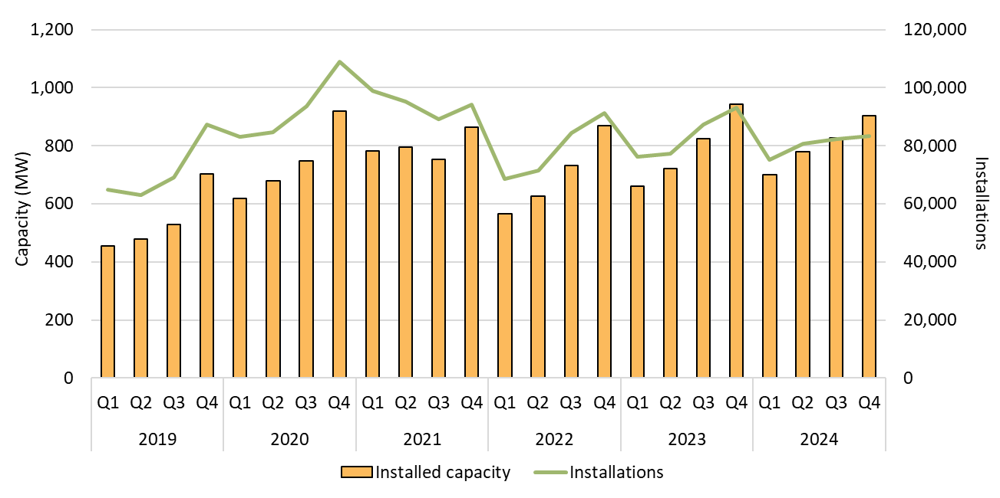 1,200
1,000
800
600
400
200
0
Capacity (MW)
120,000
100,000
80,000
60,000
40,000
20,000
0
Installations
Q1 Q2 Q3 Q4 Q1 Q2 Q3 Q4 Q1 Q2 Q3 Q4 Q1 Q2 Q3 Q4 Q1 Q2 Q3 Q4 Q1 Q2 Q3 Q4
2019 2020 2021 2022 2023 2024
Installed capacity Installations